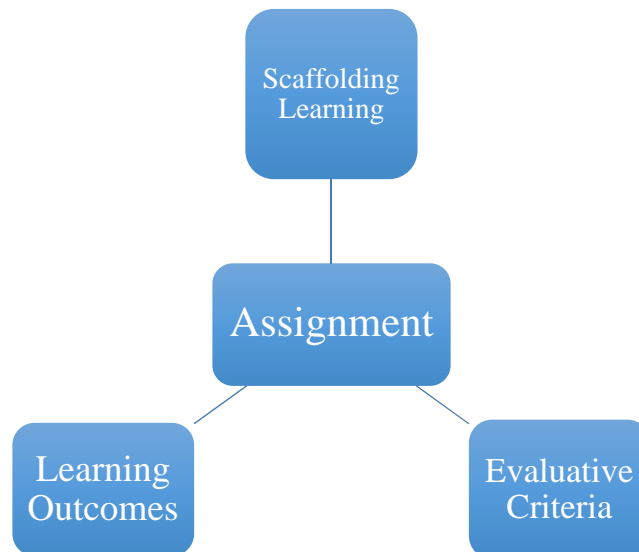 Scaffolding
Learning
Assignment
Learning
Outcomes
Evaluative
Criteria